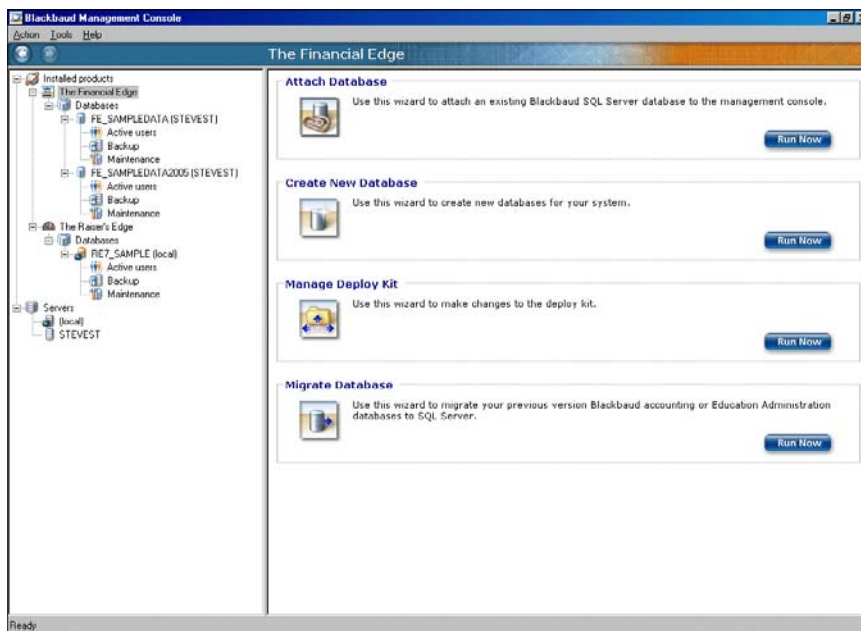 Blackbaud Management Console
Action Tools Help
The Financial Edge
Installed products
The Financial Edge
Databases
FE_SAMPLEDATA (STEVEST)
Active users
Backup
Maintenance
FE_SAMPLEDATA2005 (STEVEST)
Active users
Backup
Maintenance
The Raiser's Edge
Databases
RE7_SAMPLE (local)
Active users
Backup
Maintenance
Servers
(local)
STEVEST
Attach Database
Use this wizard to attach an existing Blackbaud SQL Server database to the management console.
Run Now
Create New Database
Use this wizard to create new databases for your system.
Run Now
Manage Deploy Kit
Use this wizard to make changes to the deploy kit.
Run Now
Migrate Database
Use this wizard to migrate your previous version Blackbaud accounting or Education Administration
databases to SQL Server.
Run Now
Ready